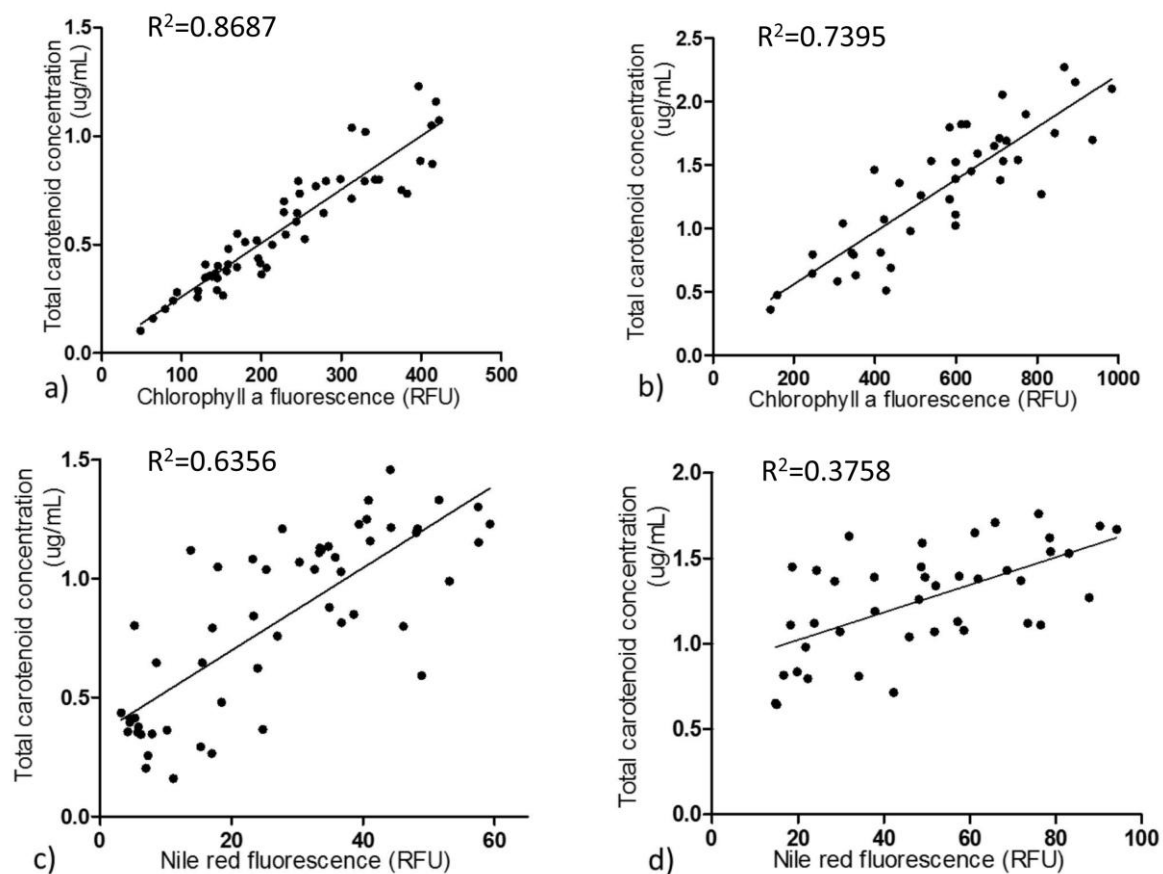 R²=0.8687
Total carotenoid concentration
(ug/mL)
1.5
1.0
0.5
0.0
100 200 300 400 500
a)
Chlorophyll a fluorescence (RFU)
R²=0.7395
Total carotenoid concentration
(ug/mL)
2.5
2.0
1.5
1.0
0.5
0.0
0 200 400 600 800 1000
b)
Chlorophyll a fluorescence (RFU)
R²=0.6356
Total carotenoid concentration
(ug/mL)
1.5
1.0
0.5
0.0
0 20 40 60
c)
Nile red fluorescence (RFU)
R²=0.3758
Total carotenoid concentration
(ug/mL)
2.0
1.5
1.0
0.5
0.0
0 20 40 60 80 100
d)
Nile red fluorescence (RFU)